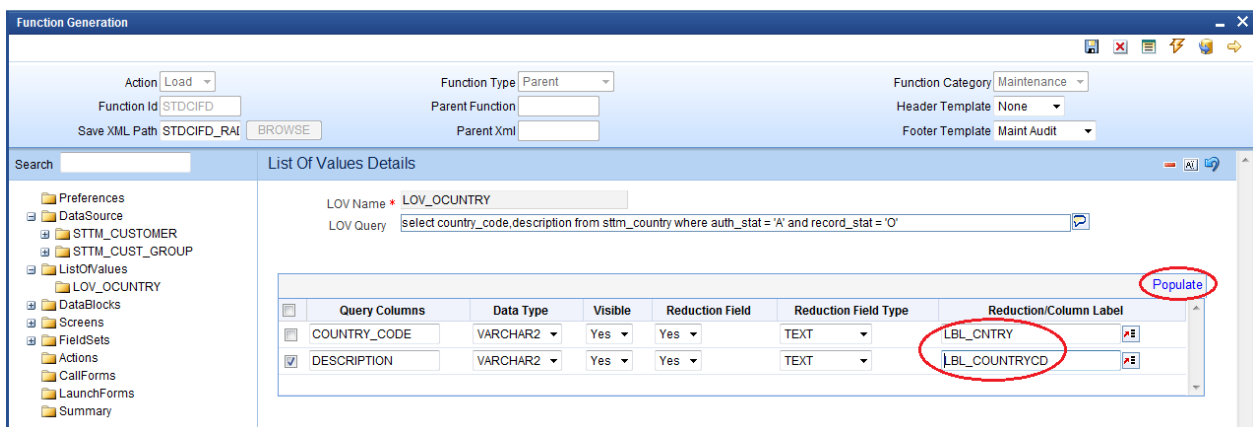 Function Generation
Action Load Function Type Parent Function Category Maintenance
Function Id STDCIFD Parent Function Header Template None
Save XML Path STDCIFD_RAD BROWSE Parent Xml Footer Template Maint Audit
Search List Of Values Details
Preferences
DataSource
STTM_CUSTOMER
STTM_CUST_GROUP
ListOfValues
LOV_OCUNTRY
DataBlocks
Screens
FieldSets
Actions
CallForms
LaunchForms
Summary
LOV Name * LOV_OCUNTRY
LOV Query select country_code,description from sttm_country where auth_stat = 'A' and record_stat = 'O'
Populate
Query Columns Data Type Visible Reduction Field Reduction Field Type Reduction/Column Label
COUNTRY_CODE VARCHAR2 Yes Yes TEXT LBL_CNTRY
DESCRIPTION VARCHAR2 Yes Yes TEXT LBL_COUNTRYCD